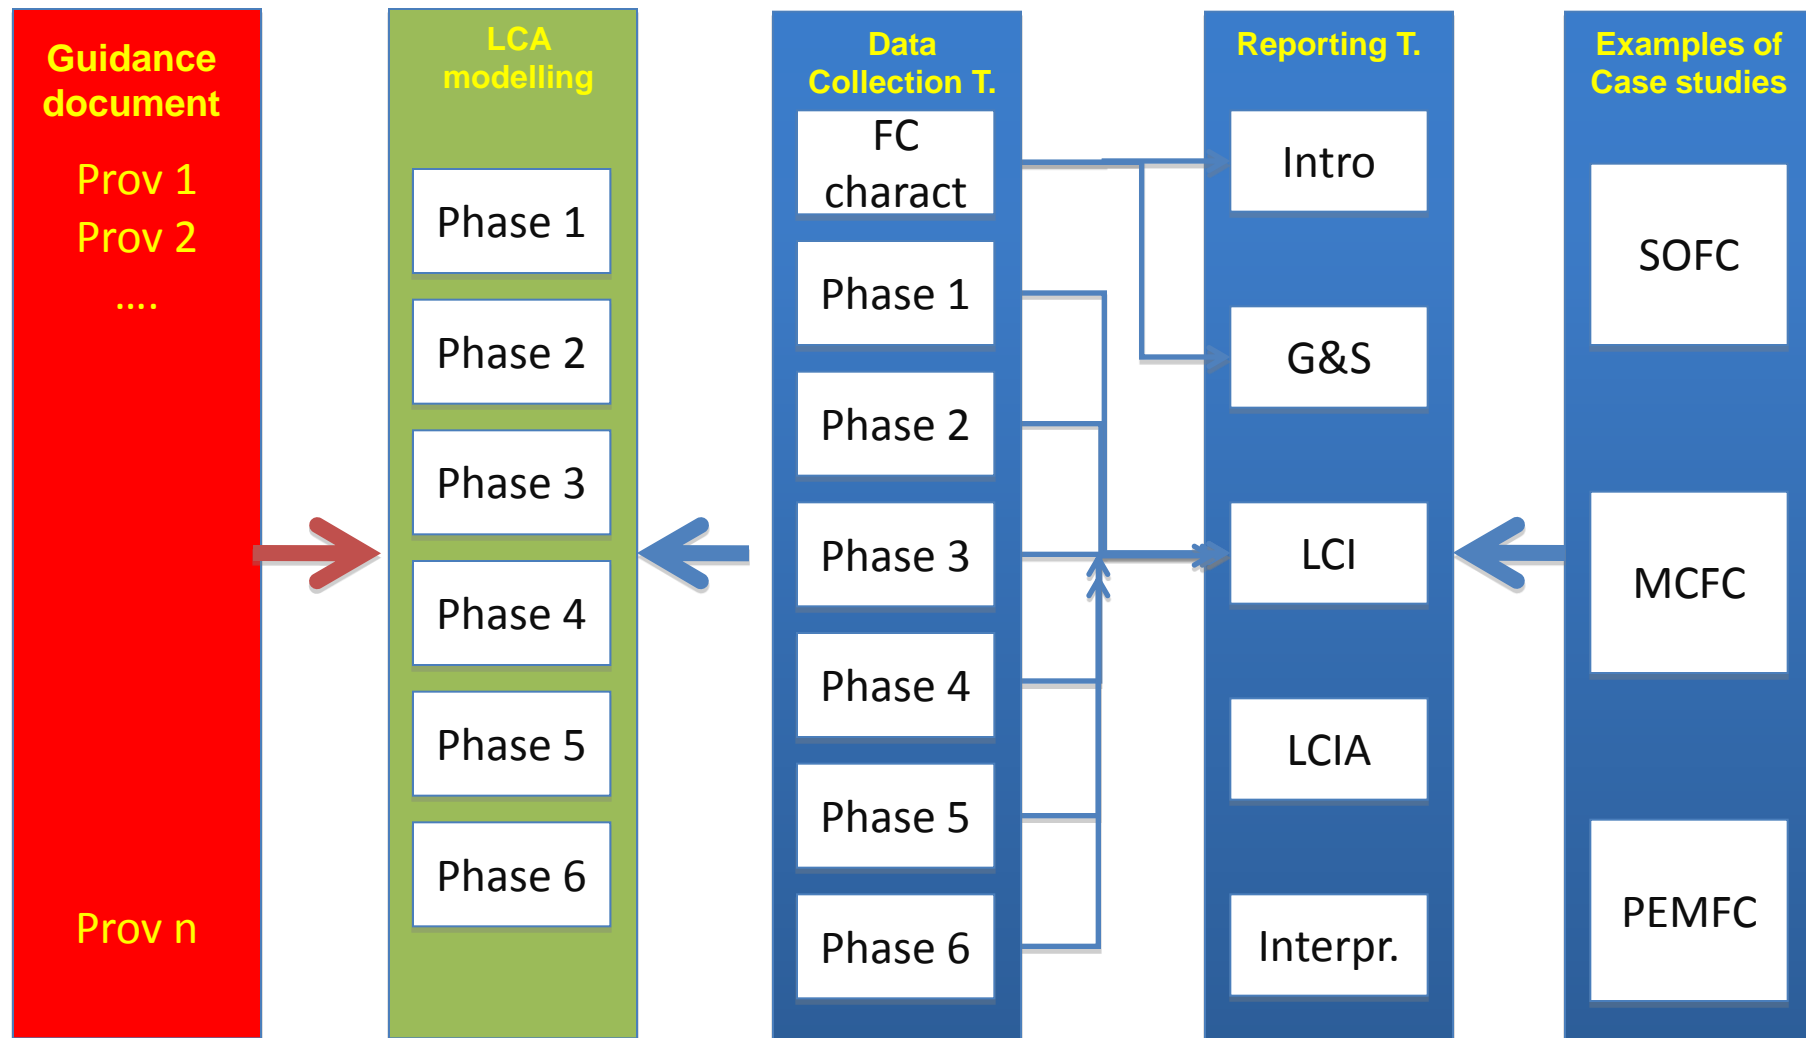 Guidance
document
Prov 1
Prov 2
....
Prov n
LCA
modelling
Phase 1
Phase 2
Phase 3
Phase 4
Phase 5
Phase 6
Data
Collection T.
FC
charact
Phase 1
Phase 2
Phase 3
Phase 4
Phase 5
Phase 6
Reporting T.
Intro
G&S
LCI
LCIA
Interpr.
Examples of
Case studies
SOFC
MCFC
PEMFC